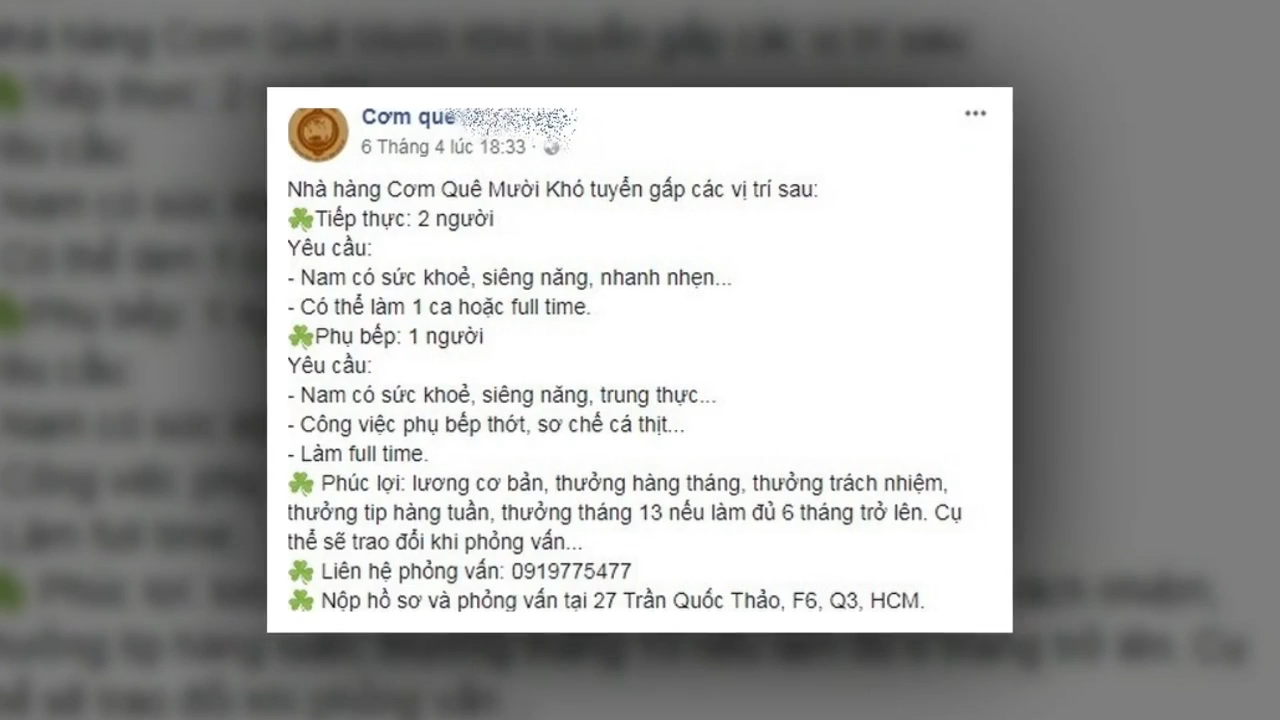 Cơm quê
6 Tháng 4 lúc 18:33 ·
Nhà hàng Cơm Quê Mười Khó tuyển gấp các vị trí sau:
Tiếp thực: 2 người
Yêu cầu:
- Nam có sức khoẻ, siêng năng, nhanh nhẹn...
- Có thể làm 1 ca hoặc full time.
Phụ bếp: 1 người
Yêu cầu:
- Nam có sức khoẻ, siêng năng, trung thực...
- Công việc phụ bếp thớt, sơ chế cá thịt...
- Làm full time.
Phúc lợi: lương cơ bản, thưởng hàng tháng, thưởng trách nhiệm,
thưởng tip hàng tuần, thưởng tháng 13 nếu làm đủ 6 tháng trở lên. Cụ
thể sẽ trao đổi khi phỏng vấn...
Liên hệ phỏng vấn: 0919775477
Nộp hồ sơ và phỏng vấn tại 27 Trần Quốc Thảo, F6, Q3, HCM.